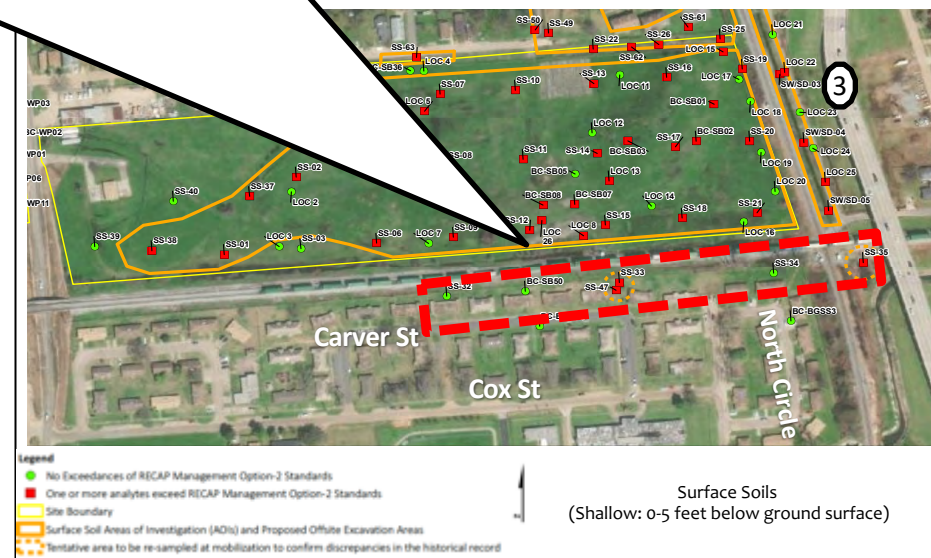 SS-50
SS-49
SS-61
LOC 21
SS-22
SS-26
SS-25
SS-63
LOC 15
SS-62
LOC 4
SS-19
LOC 22
SW/SD-03
3
SS-07
SS-10
SS-13
SS-16
LOC 17
LOC 11
WP03
LOC 5
BC-SB01
LOC 18
LOC 23
BC-WP02
LOC 12
SS-17
BC-SB02
SS-20
SW/SD-04
SS-14
BC-SB03
LOC 24
WP01
SS-08
SS-11
LOC 19
SS-02
BC-SB05
LOC 13
LOC 25
SS-40
SS-37
LOC 20
LOC 2
BC-SB08
BC-SB07
LOC 14
SW/SD-05
WP11
SS-12
LOC 8
SS-15
SS-18
SS-21
LOC 26
LOC 16
SS-39
SS-38
SS-01
LOC 3
SS-03
SS-06
LOC 7
SS-35
SS-33
SS-34
SS-32
BC-SB50
SS-47
BC-BGSS3
Carver St
North Circle
Cox St
Legend
No Exceedances of RECAP Management Option-2 Standards
One or more analytes exceed RECAP Management Option-2 Standards
Site Boundary
Surface Soil Areas of Investigation (AOIs) and Proposed Offsite Excavation Areas
Tentative area to be re-sampled at mobilization to confirm discrepancies in the historical record
Surface Soils
(Shallow: 0-5 feet below ground surface)